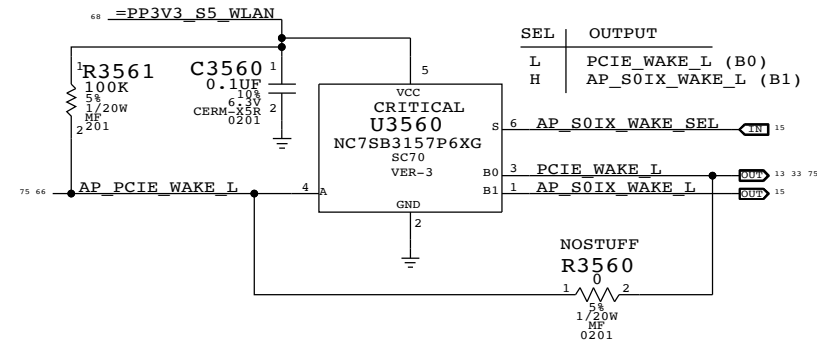 68 =PP3V3_S5_WLAN
SEL OUTPUT
L PCIE_WAKE_L (B0)
H AP_S0IX_WAKE_L (B1)
1
R3561
100K
5%
1/20W
MF
201
2
C3560
0.1UF
10%
6.3V
CERM-X5R
0201
1
2
5
VCC
CRITICAL
U3560
NC7SB3157P6XG
SC70
VER-3
S 6 AP_S0IX_WAKE_SEL IN 15
B0 3 PCIE_WAKE_L OUT 13 33 75
75 66 AP_PCIE_WAKE_L 4 A
B1 1 AP_S0IX_WAKE_L OUT 15
GND
2
NOSTUFF
R3560
1 0 2
5%
1/20W
MF
0201